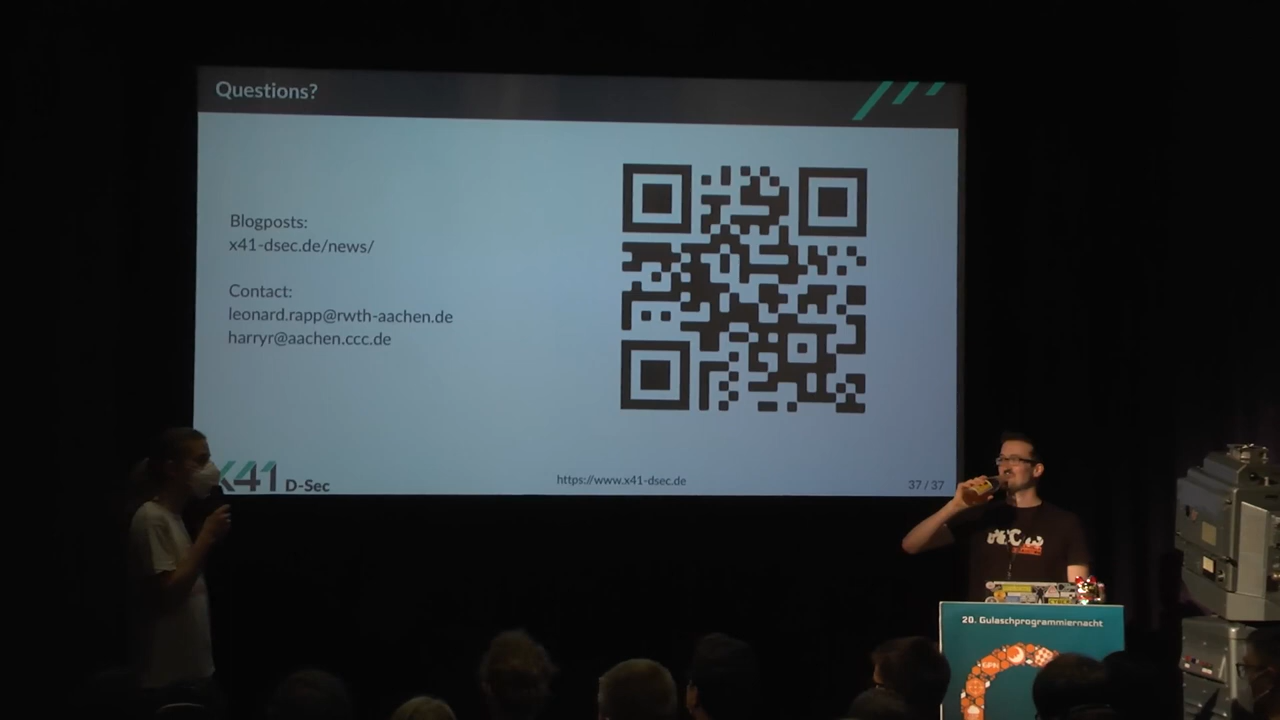 Questions?
Blogposts:
x41-dsec.de/news/
Contact:
leonard.rapp@rwth-aachen.de
harryr@aachen.ccc.de
x41 D-Sec
https://www.x41-dsec.de
37 / 37
20. Gulaschprogrammiernacht
GPN